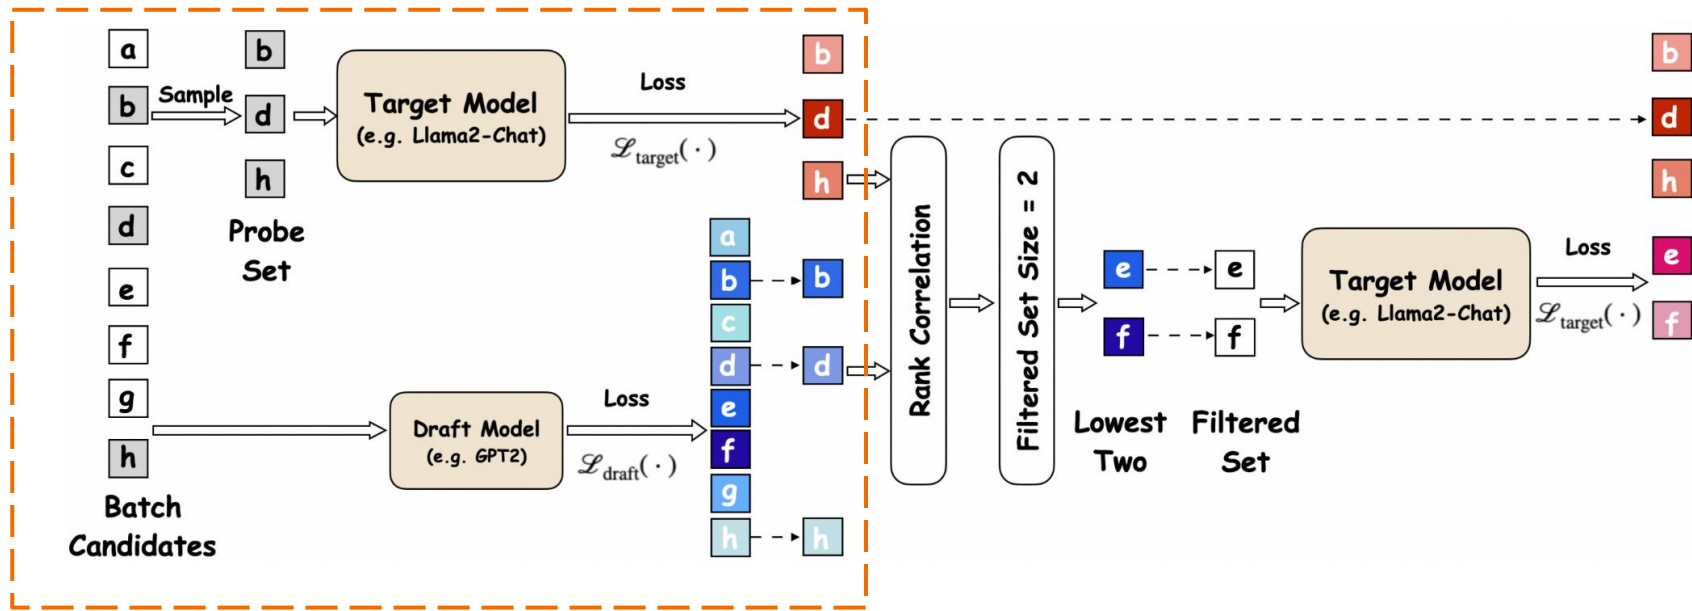 a
b
c
d
e
f
g
h
Batch
Candidates
Sample
b
d
h
Probe
Set
Target Model
(e.g. Llama2-Chat)
Loss
ℒtarget(·)
b
d
h
Draft Model
(e.g. GPT2)
Loss
ℒdraft(·)
a
b
c
d
e
f
g
h
b
d
h
Rank Correlation
Filtered Set Size = 2
e
f
Lowest
Two
e
f
Filtered
Set
Target Model
(e.g. Llama2-Chat)
Loss
ℒtarget(·)
b
d
h
e
f